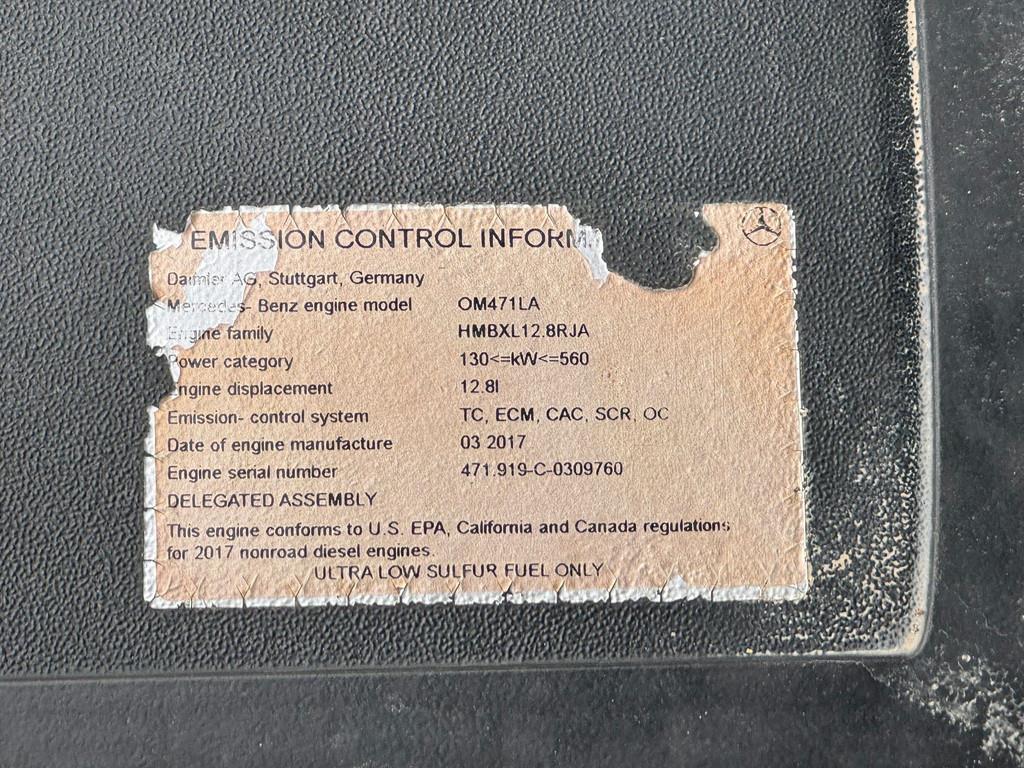 EMISSION CONTROL INFORM
Daimler AG, Stuttgart, Germany
Mercedes- Benz engine model OM471LA
Engine family HMBXL12.8RJA
Power category 130<=kW<=560
ngine displacement 12.8l
Emission- control system TC, ECM, CAC, SCR, OC
Date of engine manufacture 03 2017
Engine serial number 471.919-C-0309760
DELEGATED ASSEMBLY
This engine conforms to U.S. EPA, California and Canada regulations
for 2017 nonroad diesel engines.
ULTRA LOW SULFUR FUEL ONLY